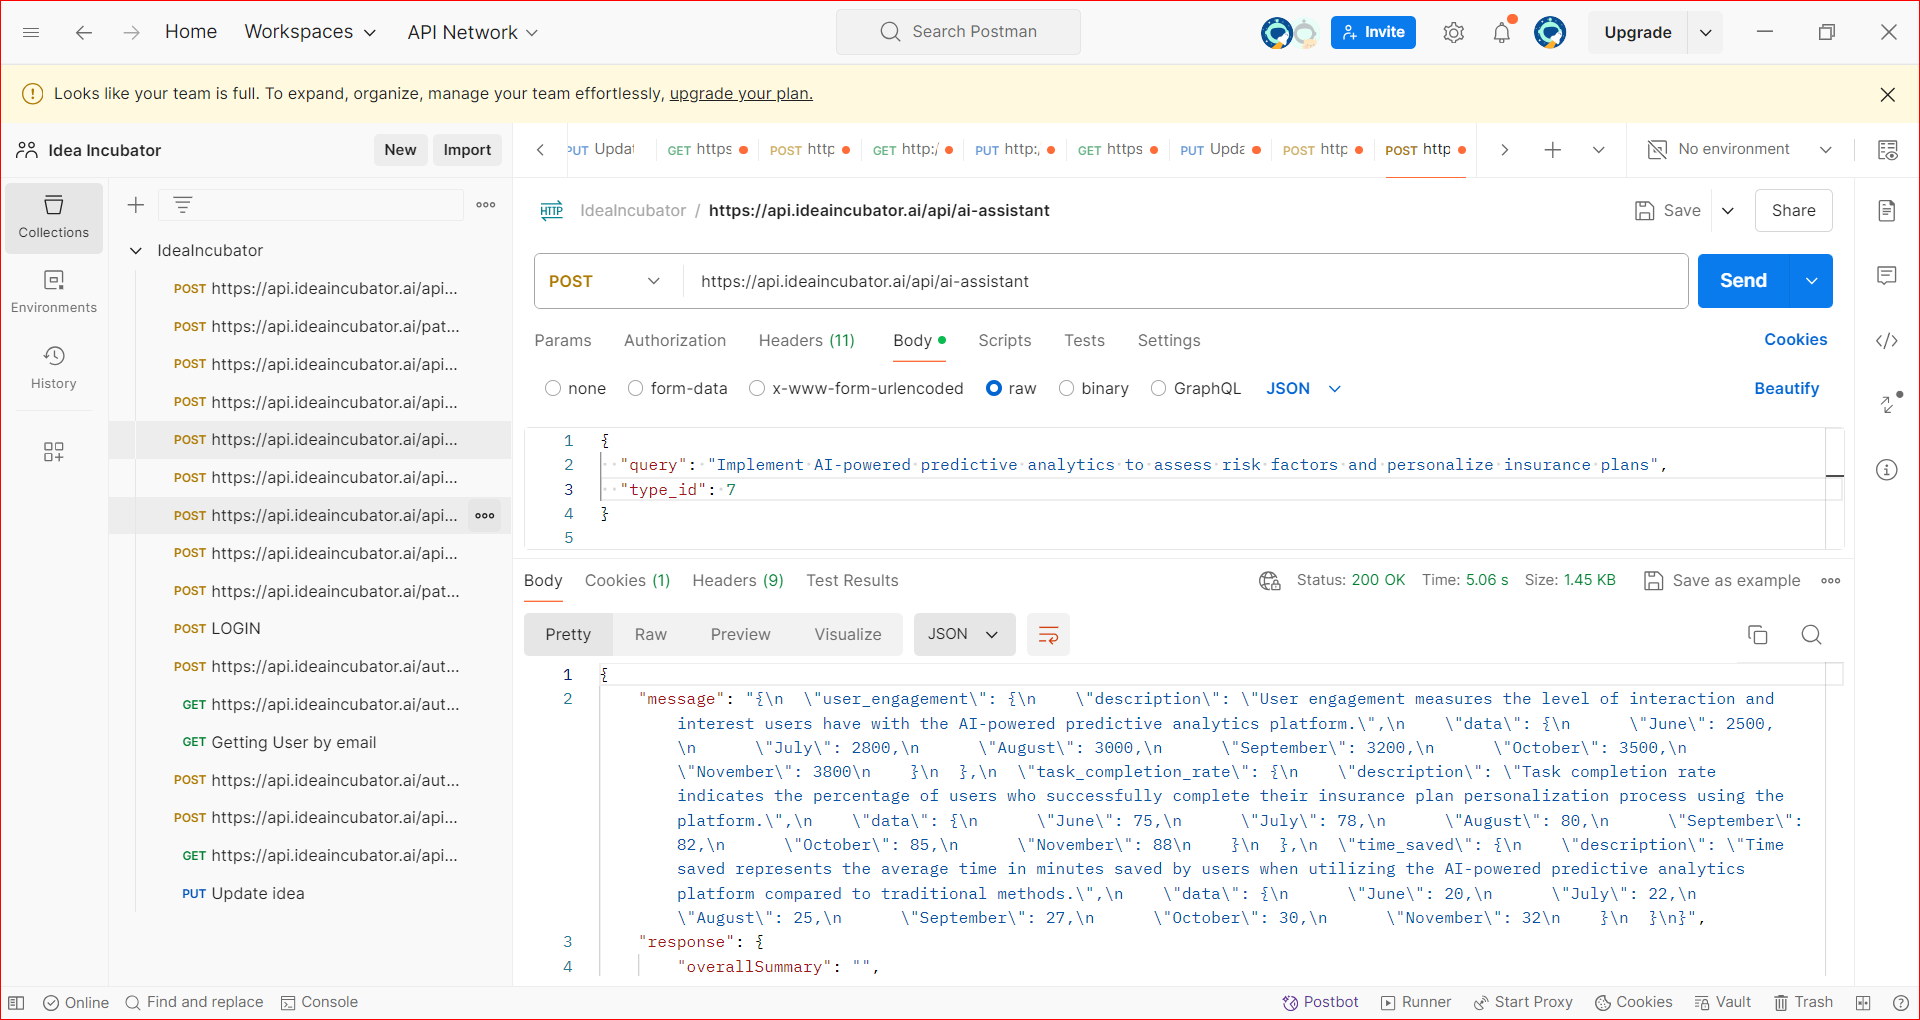 Home Workspaces API Network Search Postman Invite Upgrade
Looks like your team is full. To expand, organize, manage your team effortlessly, upgrade your plan.
Idea Incubator New Import
PUT Updat GET https POST http GET http:/ PUT http: GET https PUT Upda POST http POST http No environment
Collections
Environments
History
IdeaIncubator
POST https://api.ideaincubator.ai/api...
POST https://api.ideaincubator.ai/pat...
POST https://api.ideaincubator.ai/api...
POST https://api.ideaincubator.ai/api...
POST https://api.ideaincubator.ai/api...
POST https://api.ideaincubator.ai/api...
POST https://api.ideaincubator.ai/api...
POST https://api.ideaincubator.ai/api...
POST https://api.ideaincubator.ai/pat...
POST LOGIN
POST https://api.ideaincubator.ai/aut...
GET https://api.ideaincubator.ai/aut...
GET Getting User by email
POST https://api.ideaincubator.ai/aut...
POST https://api.ideaincubator.ai/api...
GET https://api.ideaincubator.ai/api...
PUT Update idea
HTTP IdeaIncubator / https://api.ideaincubator.ai/api/ai-assistant Save Share
POST https://api.ideaincubator.ai/api/ai-assistant Send
Params Authorization Headers (11) Body Scripts Tests Settings Cookies
none form-data x-www-form-urlencoded raw binary GraphQL JSON Beautify
1 {
2 "query": "Implement AI-powered predictive analytics to assess risk factors and personalize insurance plans",
3 "type_id": 7
4 }
5
Body Cookies (1) Headers (9) Test Results Status: 200 OK Time: 5.06 s Size: 1.45 KB Save as example
Pretty Raw Preview Visualize JSON
1 {
2 "message": "{\n  \"user_engagement\": {\n    \"description\": \"User engagement measures the level of interaction and
interest users have with the AI-powered predictive analytics platform.\",\n    \"data\": {\n      \"June\": 2500,
\n      \"July\": 2800,\n      \"August\": 3000,\n      \"September\": 3200,\n      \"October\": 3500,\n
\"November\": 3800\n    }\n  },\n  \"task_completion_rate\": {\n    \"description\": \"Task completion rate
indicates the percentage of users who successfully complete their insurance plan personalization process using the
platform.\",\n    \"data\": {\n      \"June\": 75,\n      \"July\": 78,\n      \"August\": 80,\n      \"September\":
82,\n      \"October\": 85,\n      \"November\": 88\n    }\n  },\n  \"time_saved\": {\n    \"description\": \"Time
saved represents the average time in minutes saved by users when utilizing the AI-powered predictive analytics
platform compared to traditional methods.\",\n    \"data\": {\n      \"June\": 20,\n      \"July\": 22,\n
\"August\": 25,\n      \"September\": 27,\n      \"October\": 30,\n      \"November\": 32\n    }\n  }\n}",
3 "response": {
4 "overallSummary": "",
Online Find and replace Console Postbot Runner Start Proxy Cookies Vault Trash